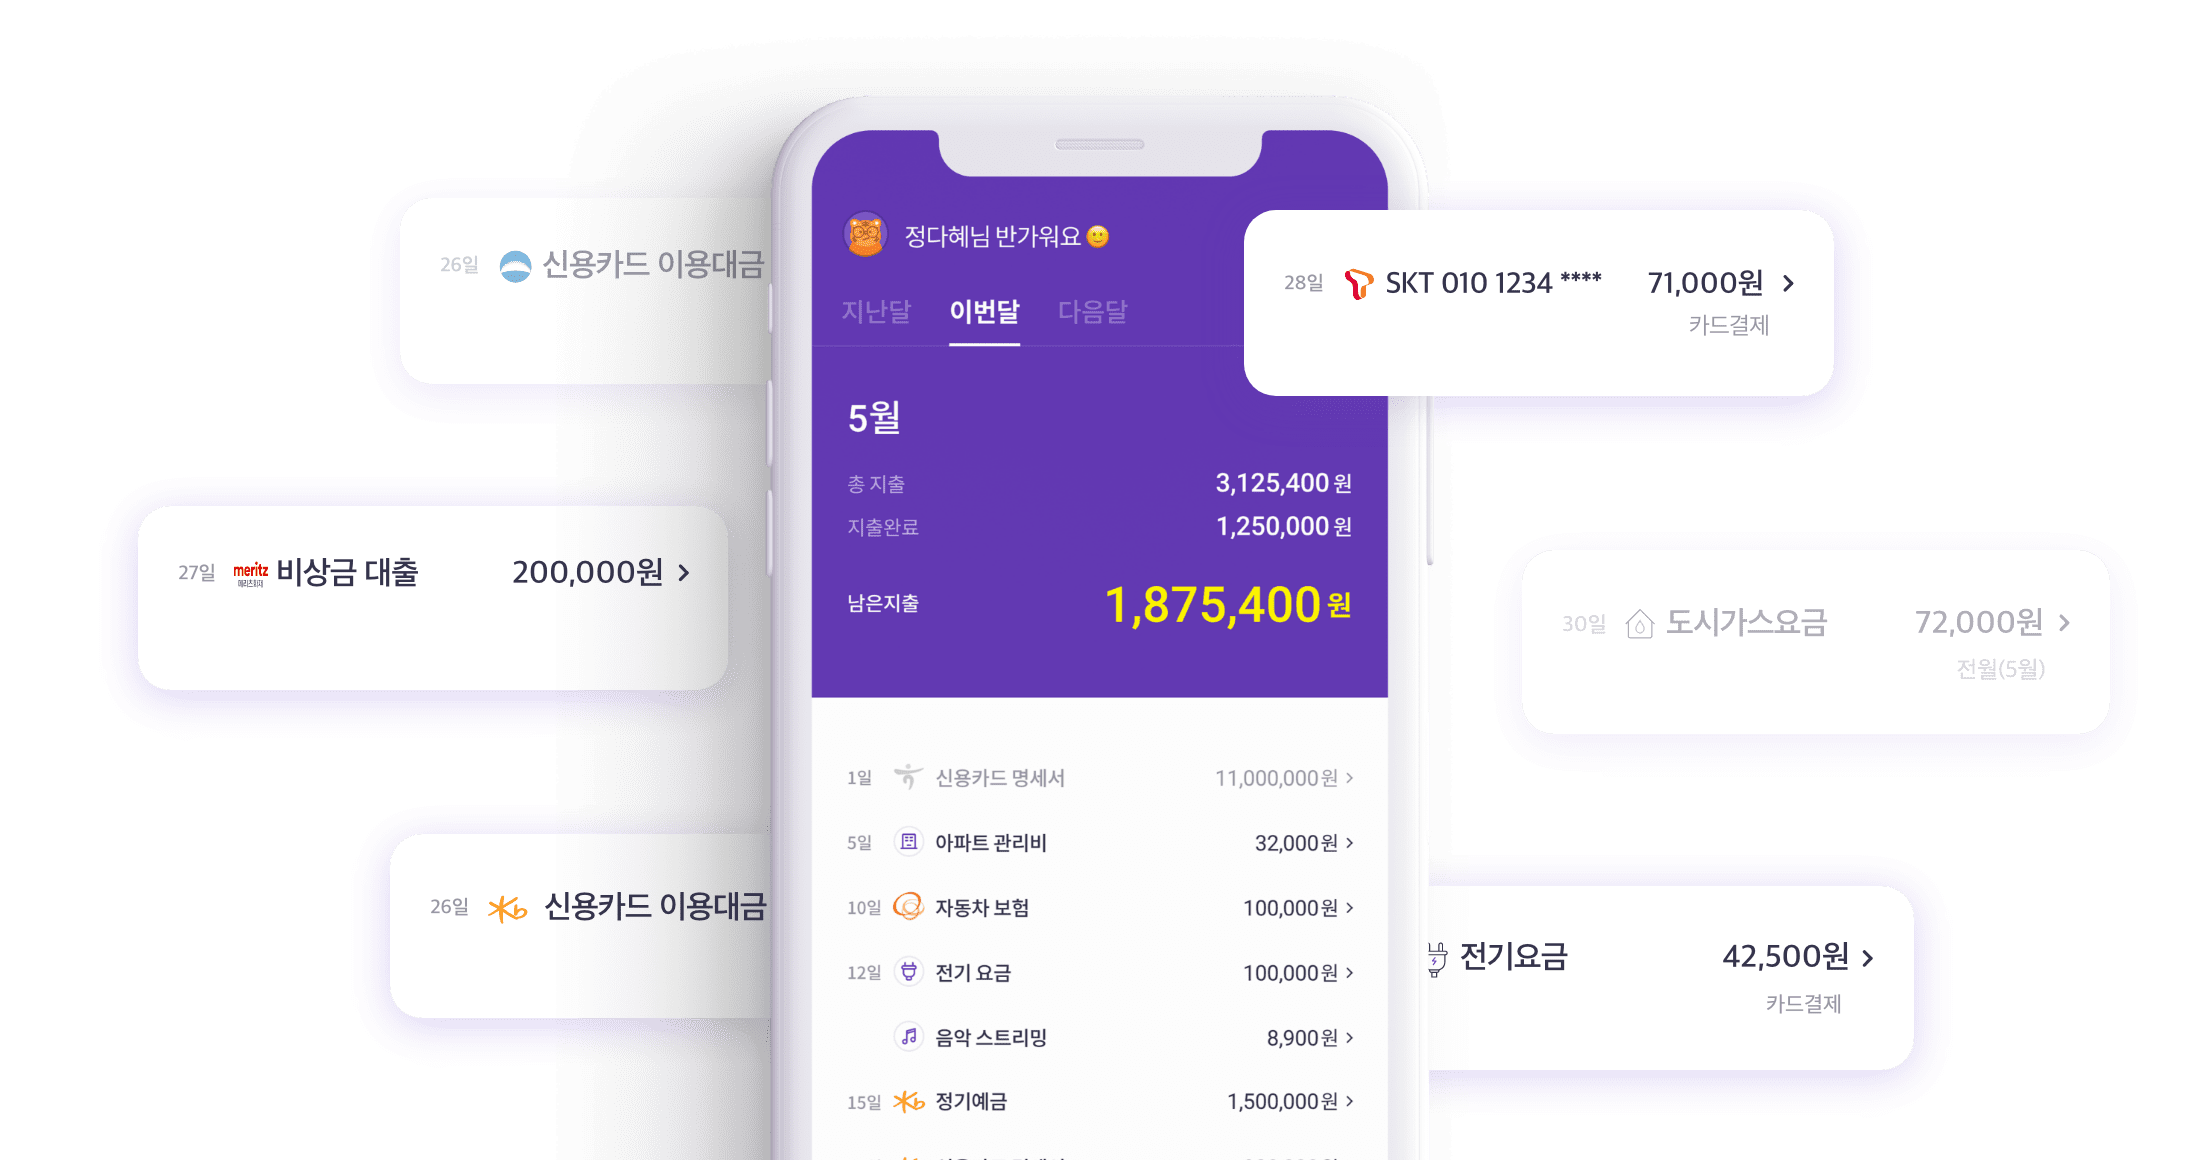 정다혜님 반가워요
지난달 이번달 다음달
5월
총 지출 3,125,400 원
지출완료 1,250,000 원
남은지출 1,875,400 원
1일 신용카드 명세서 11,000,000원
5일 아파트 관리비 32,000원
10일 자동차 보험 100,000원
12일 전기 요금 100,000원
음악 스트리밍 8,900원
15일 정기예금 1,500,000원
26일 신용카드 이용대금
27일 meritz 메리츠화재 비상금 대출 200,000원
26일 신용카드 이용대금
28일 SKT 010 1234 **** 71,000원
카드결제
30일 도시가스요금 72,000원
전월(5월)
전기요금 42,500원
카드결제